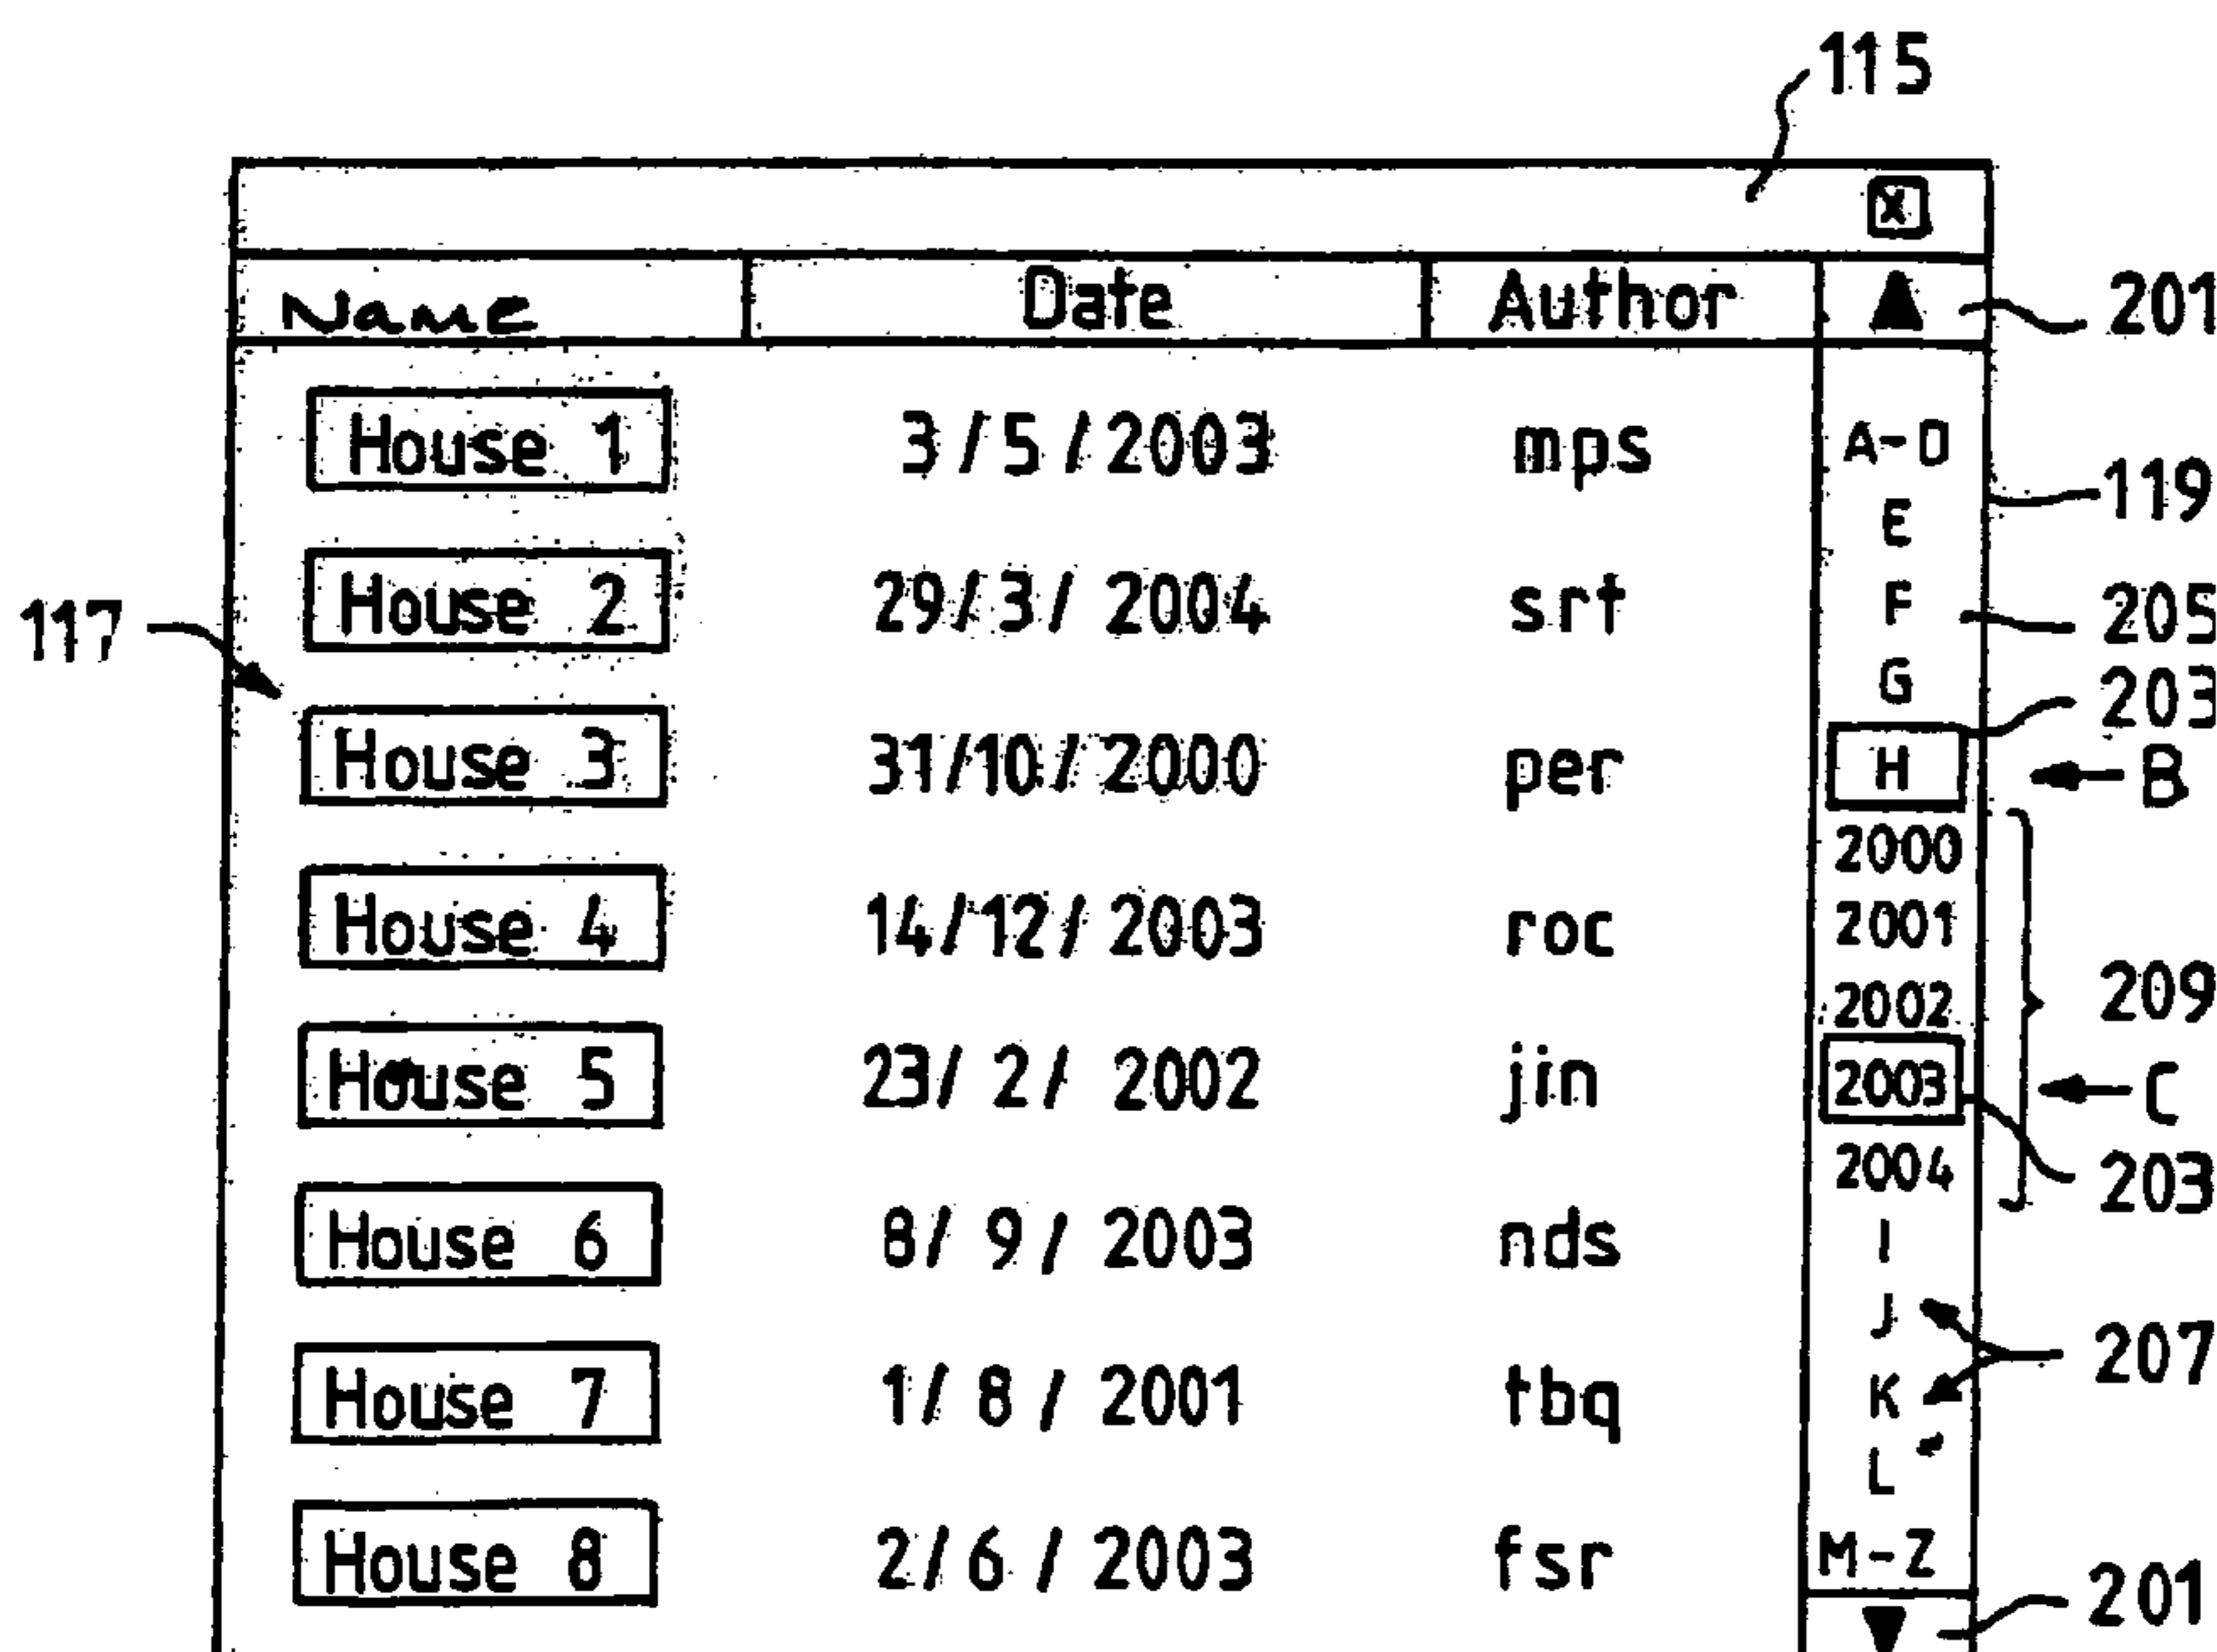 115
X
Name Date Author 201
House 1 3/5/2003 mps A-D
119
E
House 2 29/3/2004 srt F 205
117
G 203
House 3 31/10/2000 per H B
2000
House 4 14/12/2003 roc 2001
2002 209
House 5 23/2/2002 jin 2003 C
2004 203
House 6 8/9/2003 nds I
J 207
House 7 1/8/2001 tbq K
L
House 8 2/6/2003 fsr M-Z
201